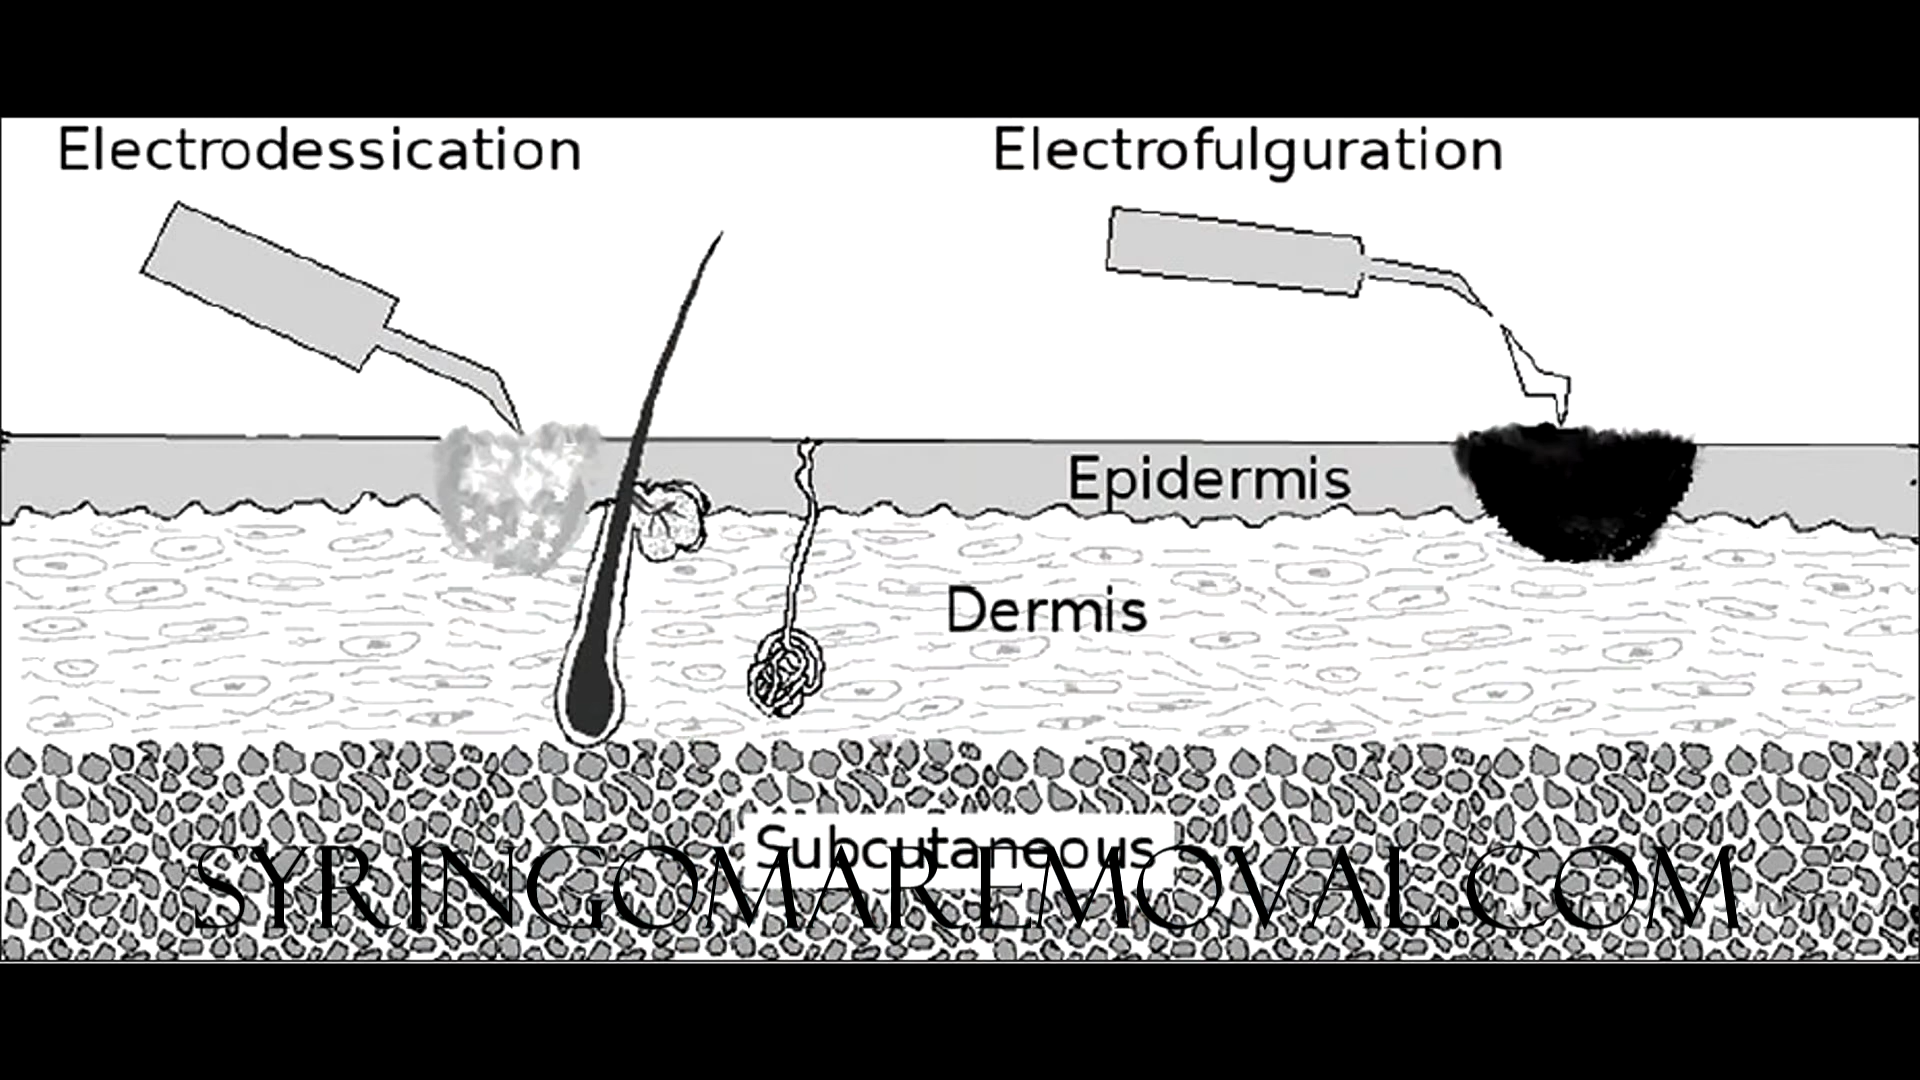 Electrodessication
Electrofulguration
Epidermis
Dermis
Subcutaneous
SYRINGOMAREMOVAL.COM